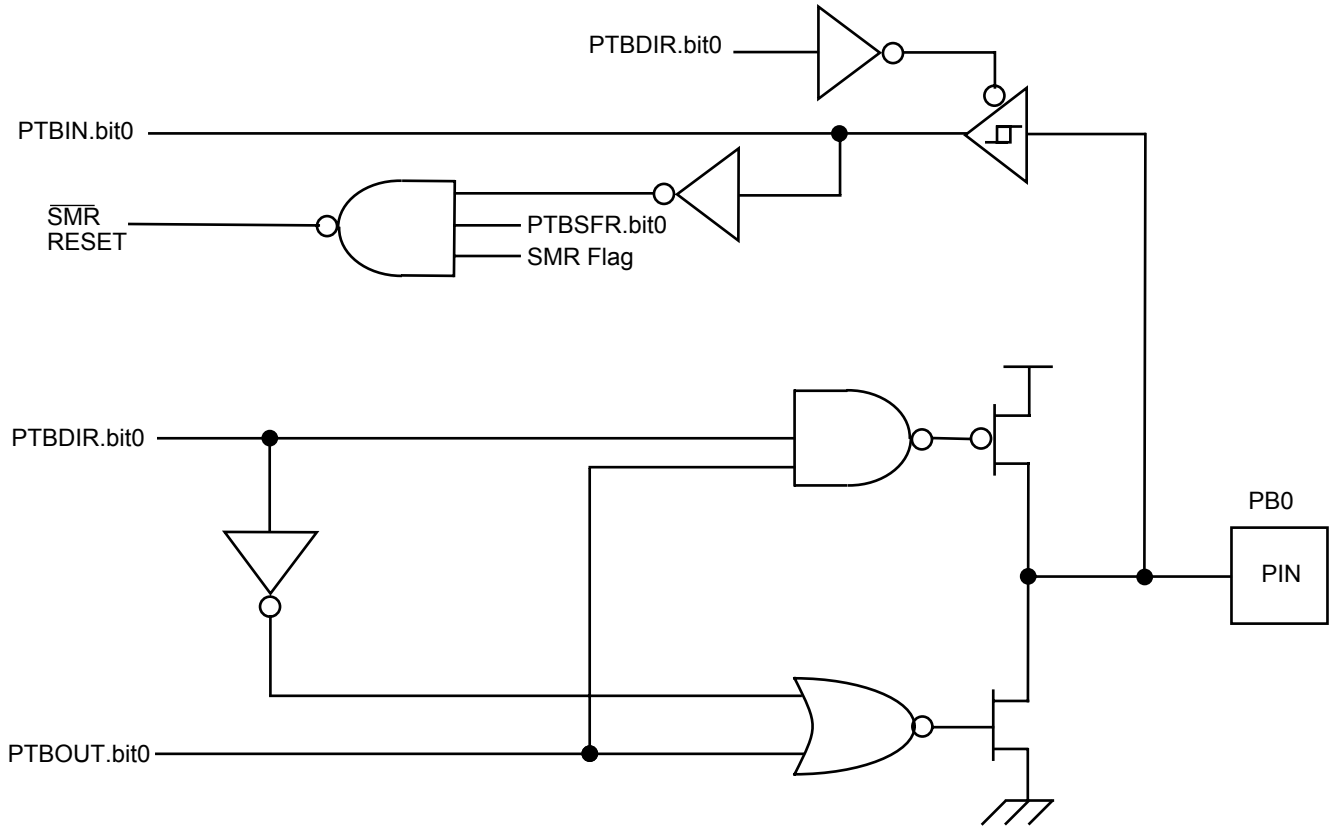 PTBDIR.bit0
PTBIN.bit0
SMR
RESET
PTBSFR.bit0
SMR Flag
PTBDIR.bit0
PB0
PIN
PTBOUT.bit0